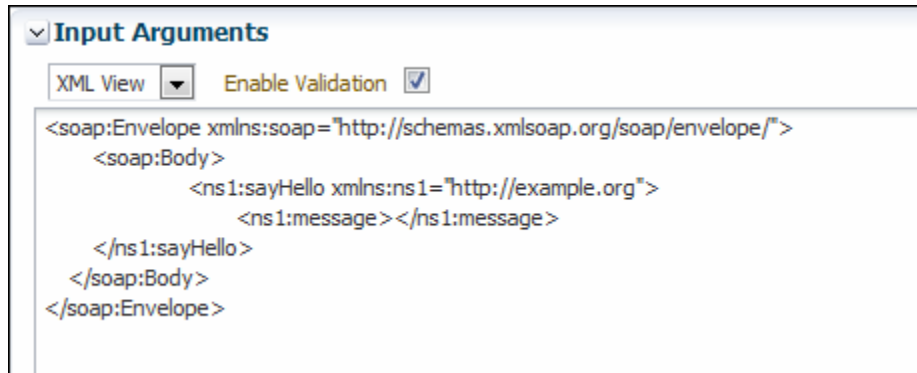 Input Arguments
XML View Enable Validation
<soap:Envelope xmlns:soap="http://schemas.xmlsoap.org/soap/envelope/">
<soap:Body>
<ns1:sayHello xmlns:ns1="http://example.org">
<ns1:message></ns1:message>
</ns1:sayHello>
</soap:Body>
</soap:Envelope>